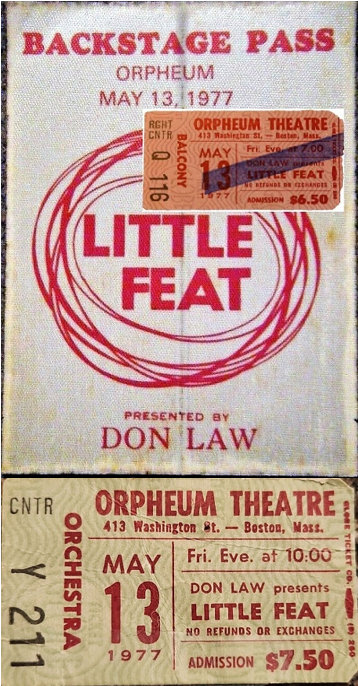 BACKSTAGE PASS
ORPHEUM
MAY 13, 1977
RGHT
CNTR
Q 116
BALCONY
ORPHEUM THEATRE
413 Washington St. — Boston, Mass.
MAY
13
1977
Fri. Eve. at 7.00
DON LAW presents
LITTLE FEAT
NO REFUNDS OR EXCHANGES
ADMISSION $6.50
LITTLE
FEAT
PRESENTED BY
DON LAW
CNTR
Y 211
ORCHESTRA
ORPHEUM THEATRE
413 Washington St. — Boston, Mass.
MAY
13
1977
Fri. Eve. at 10.00
DON LAW presents
LITTLE FEAT
NO REFUNDS OR EXCHANGES
ADMISSION $7.50
GLOBE TICKET CO.